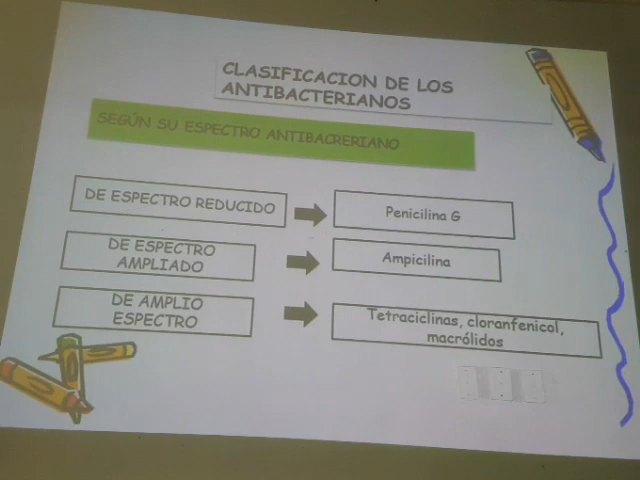 CLASIFICACION DE LOS
ANTIBACTERIANOS
SEGÚN SU ESPECTRO ANTIBACRERIANO
DE ESPECTRO REDUCIDO
Penicilina G
DE ESPECTRO
AMPLIADO
Ampicilina
DE AMPLIO
ESPECTRO
Tetraciclinas, cloranfenicol,
macrólidos